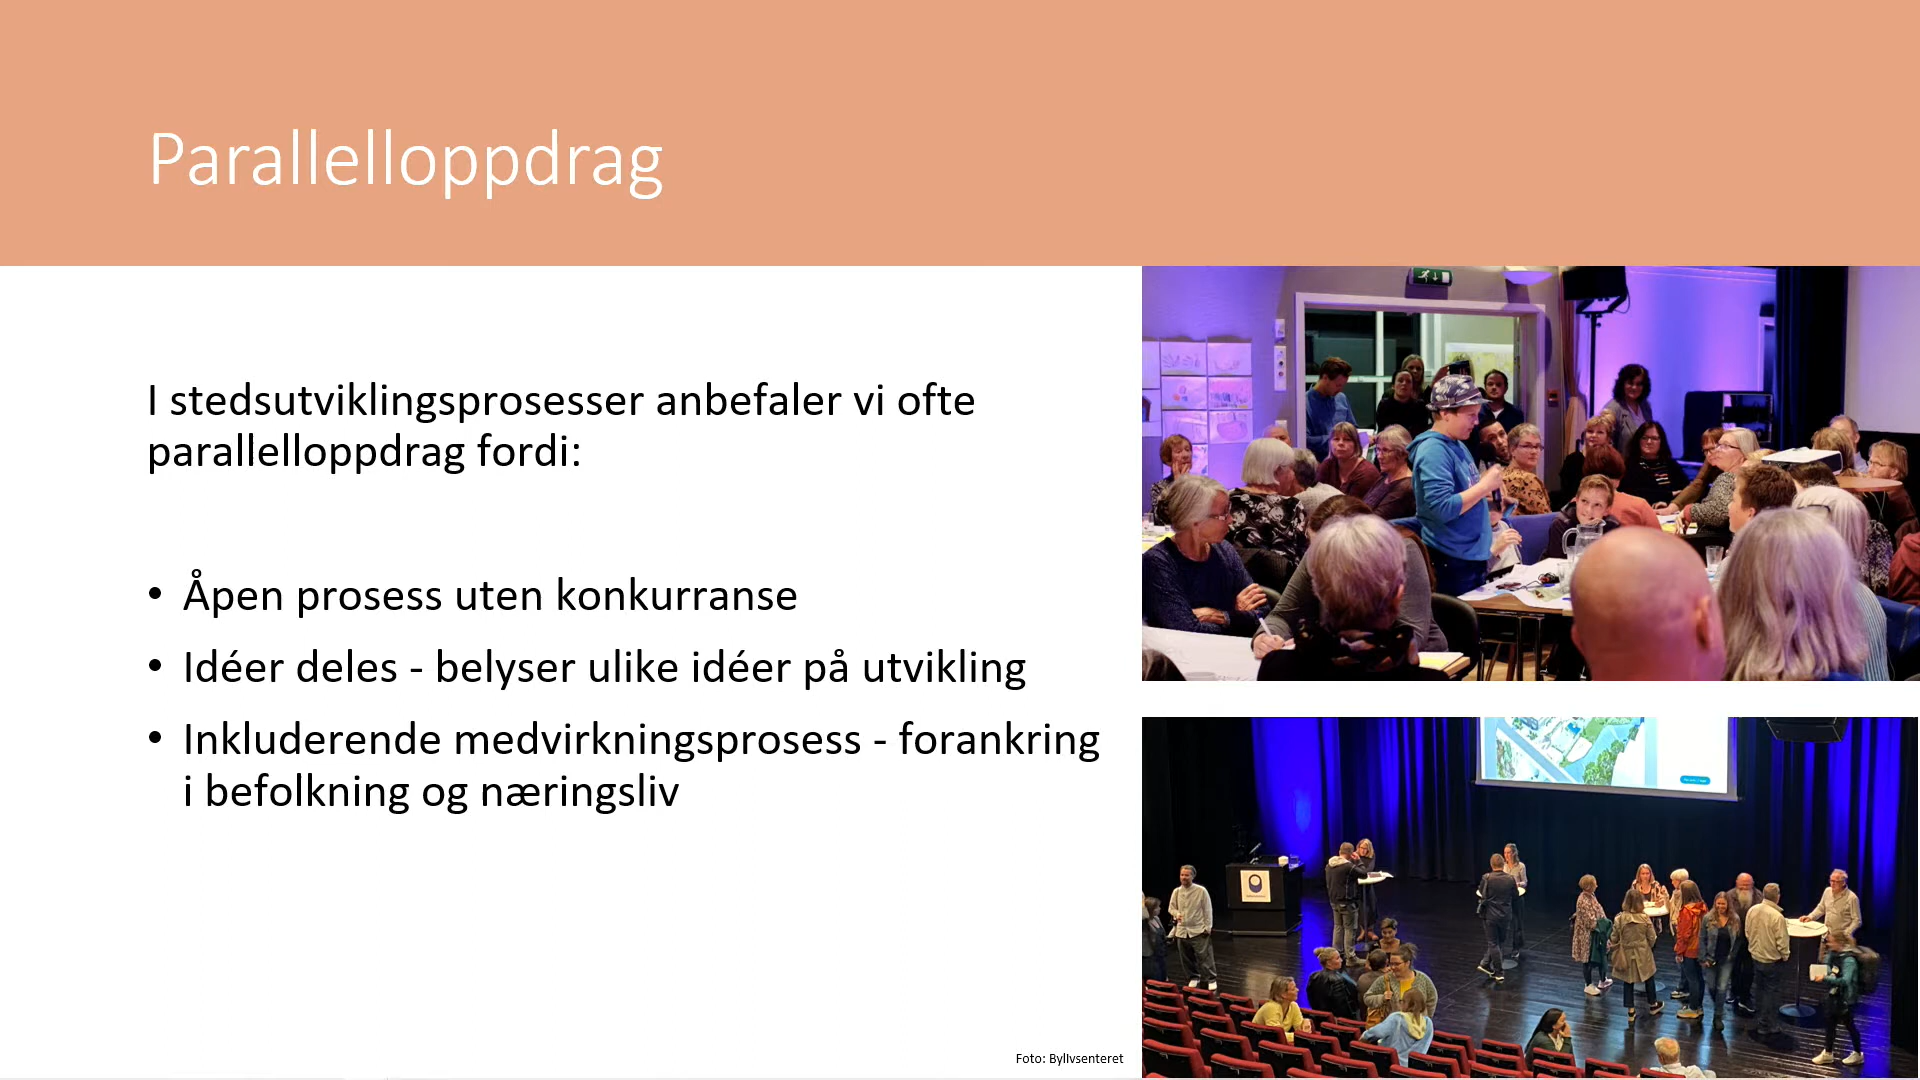 Parallelloppdrag
I stedsutviklingsprosesser anbefaler vi ofte
parallelloppdrag fordi:
• Åpen prosess uten konkurranse
• Idéer deles - belyser ulike idéer på utvikling
• Inkluderende medvirkningsprosess - forankring
i befolkning og næringsliv
Foto: Byllvsenteret